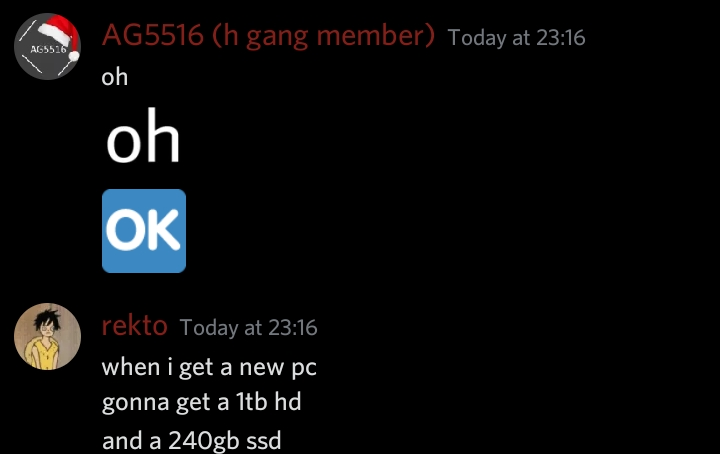 AG5516
AG5516 (h gang member) Today at 23:16
oh
oh
OK
rekto Today at 23:16
when i get a new pc
gonna get a 1tb hd
and a 240gb ssd